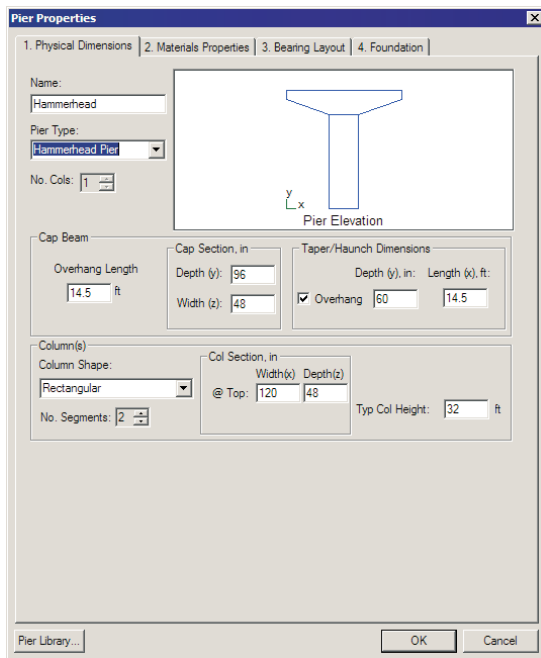 Pier Properties
1. Physical Dimensions 2. Materials Properties 3. Bearing Layout 4. Foundation
Name:
Hammerhead
Pier Type:
Hammerhead Pier
No. Cols: 1
y
x
Pier Elevation
Cap Beam
Overhang Length
14.5 ft
Cap Section, in
Depth (y): 96
Width (z): 48
Taper/Haunch Dimensions
Depth (y), in: Length (x), ft:
Overhang 60 14.5
Column(s)
Column Shape:
Rectangular
No. Segments: 2
Col Section, in
Width(x) Depth(z)
@ Top: 120 48
Typ Col Height: 32 ft
Pier Library... OK Cancel